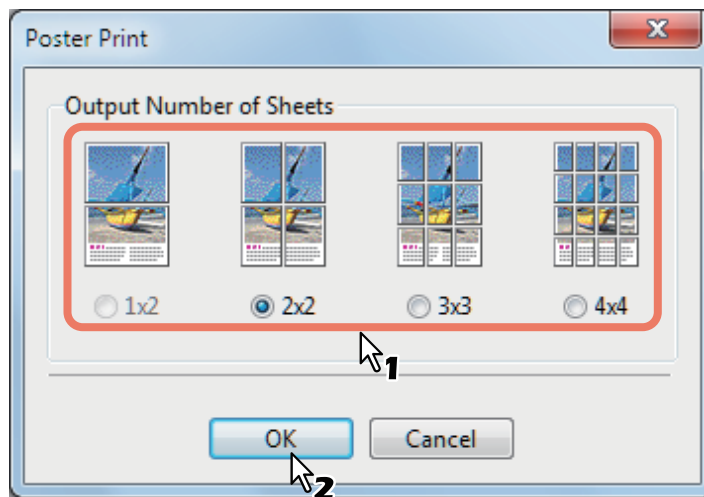 Poster Print
Output Number of Sheets
1x2 2x2 3x3 4x4
1
OK Cancel
2